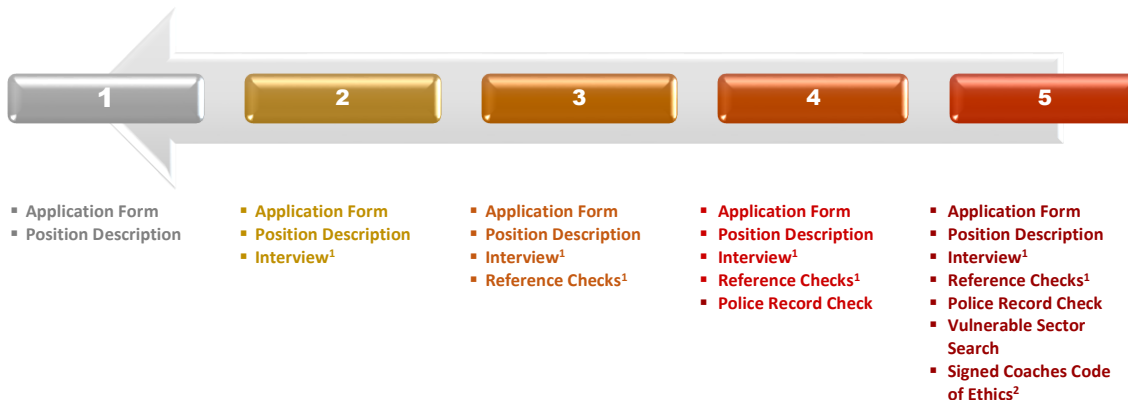 1
2
3
4
5
▪ Application Form
▪ Position Description
▪ Application Form
▪ Position Description
▪ Interview¹
▪ Application Form
▪ Position Description
▪ Interview¹
▪ Reference Checks¹
▪ Application Form
▪ Position Description
▪ Interview¹
▪ Reference Checks¹
▪ Police Record Check
▪ Application Form
▪ Position Description
▪ Interview¹
▪ Reference Checks¹
▪ Police Record Check
▪ Vulnerable Sector
Search
▪ Signed Coaches Code
of Ethics²